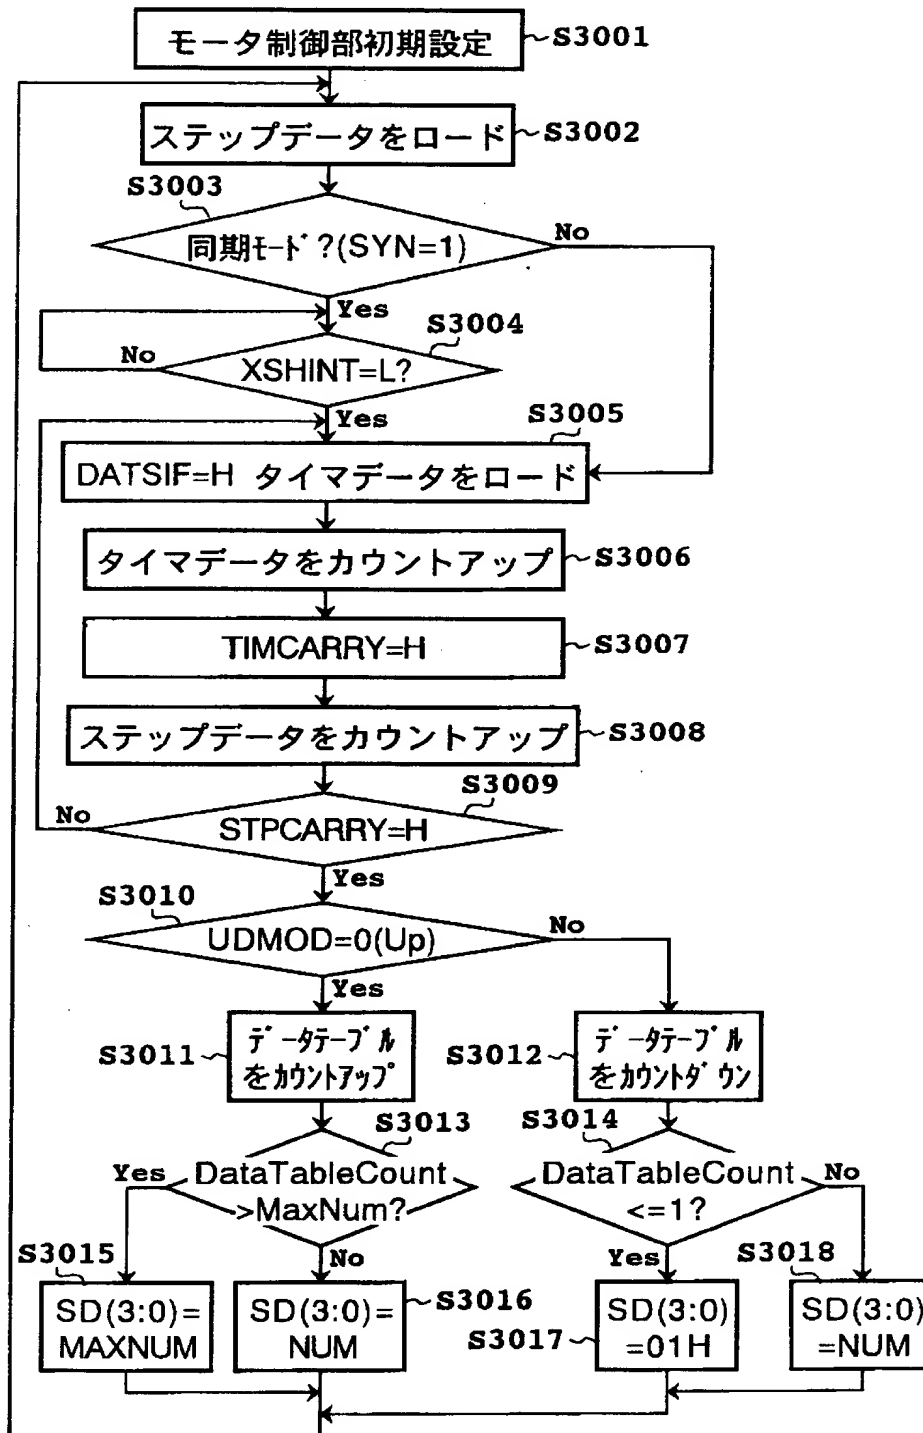 モータ制御部初期設定
S3001
ステップデータをロード
S3002
S3003
同期ﾓｰﾄﾞ?(SYN=1)
No
Yes
S3004
No
XSHINT=L?
Yes
S3005
DATSIF=H タイマデータをロード
タイマデータをカウントアップ
S3006
TIMCARRY=H
S3007
ステップデータをカウントアップ
S3008
S3009
No
STPCARRY=H
Yes
S3010
UDMOD=0(Up)
No
Yes
S3011
ﾃﾞｰﾀﾃｰﾌﾞﾙ
をｶｳﾝﾄｱｯﾌﾟ
S3012
ﾃﾞｰﾀﾃｰﾌﾞﾙ
をｶｳﾝﾄﾀﾞｳﾝ
S3013
Yes
DataTableCount
>MaxNum?
No
S3014
DataTableCount
<=1?
No
Yes
S3015
SD(3:0)=
MAXNUM
SD(3:0)=
NUM
S3016
S3017
SD(3:0)
=01H
S3018
SD(3:0)
=NUM